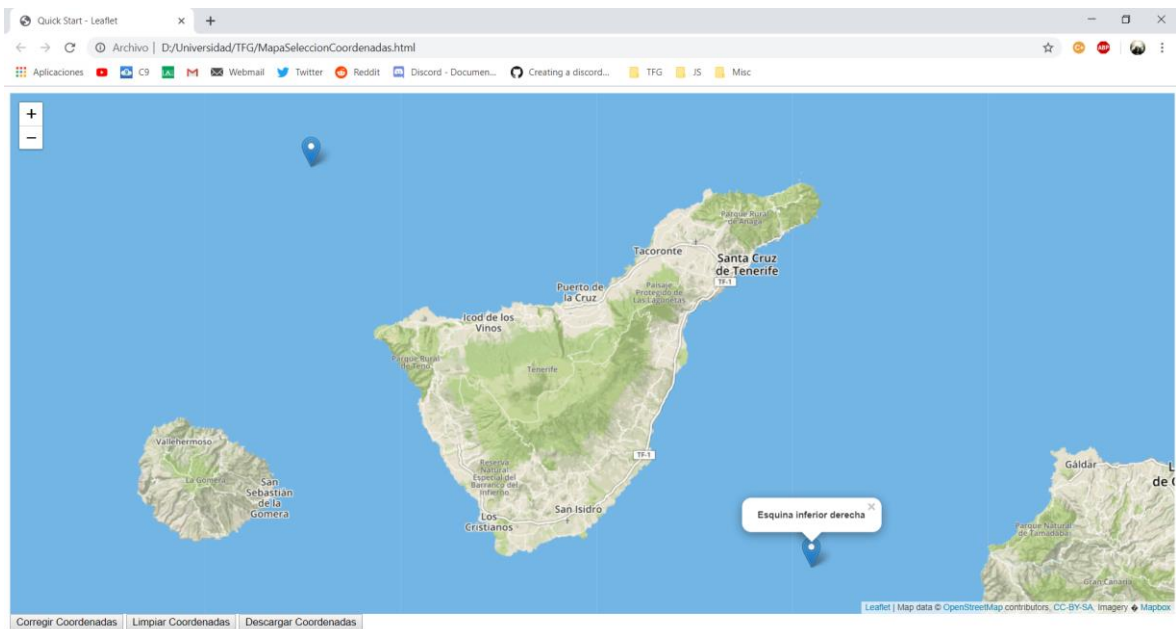 Quick Start - Leaflet
Archivo | D:/Universidad/TFG/MapaSeleccionCoordenadas.html
ABP
Aplicaciones
C9
Webmail
Twitter
Reddit
Discord - Documen...
Creating a discord...
TFG
JS
Misc
+
−
Parque Rural
de Anaga
Tacoronte
Santa Cruz
de Tenerife
TF-1
Puerto de
la Cruz
Paisaje
Protegido de
Las Lagunetas
Icod de los
Vinos
Parque Rural
de Teno
Tenerife
Vallehermoso
La Gomera
San
Sebastián
de la
Gomera
Reserva
Natural
Especial del
Barranco del
Infierno
TF-1
Los
Cristianos
San Isidro
Gáldar
L
de
Esquina inferior derecha
Parque Natural
de Tamadaba
Gran Canaria
Leaflet | Map data © OpenStreetMap contributors, CC-BY-SA, Imagery � Mapbox
Corregir Coordenadas Limpiar Coordenadas Descargar Coordenadas